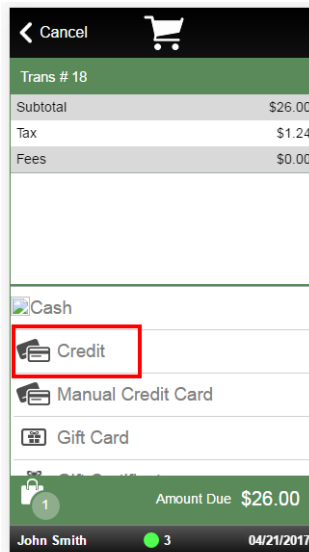 Cancel
Trans # 18
Subtotal $26.00
Tax $1.24
Fees $0.00
Cash
Credit
Manual Credit Card
Gift Card
1 Amount Due $26.00
John Smith 3 04/21/2017